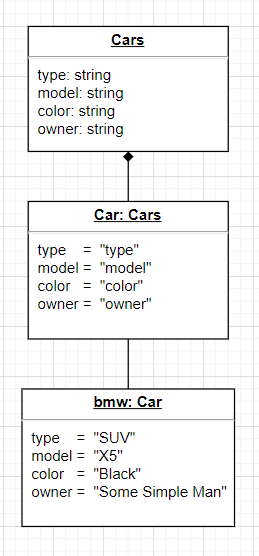 Cars
type: string
model: string
color: string
owner: string
Car: Cars
type = "type"
model = "model"
color = "color"
owner = "owner"
bmw: Car
type = "SUV"
model = "X5"
color = "Black"
owner = "Some Simple Man"